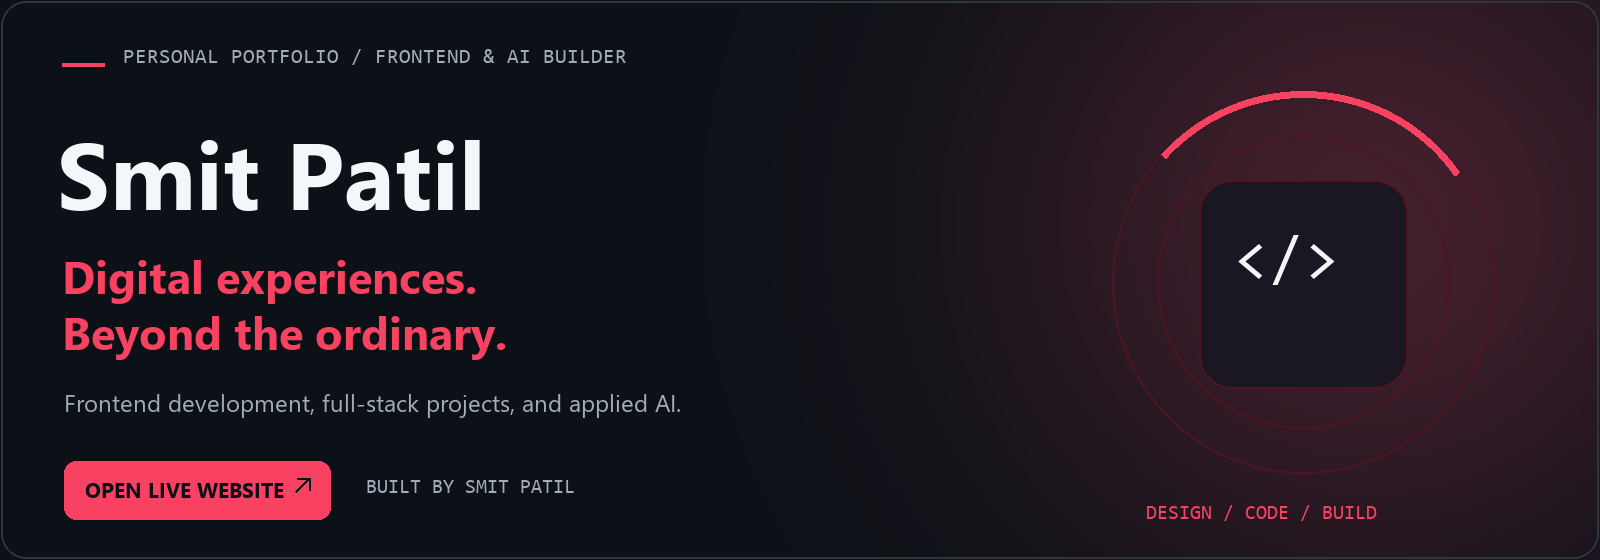 PERSONAL PORTFOLIO / FRONTEND & AI BUILDER
Smit Patil
Digital experiences.
Beyond the ordinary.
Frontend development, full-stack projects, and applied AI.
OPEN LIVE WEBSITE
BUILT BY SMIT PATIL
</>
DESIGN / CODE / BUILD